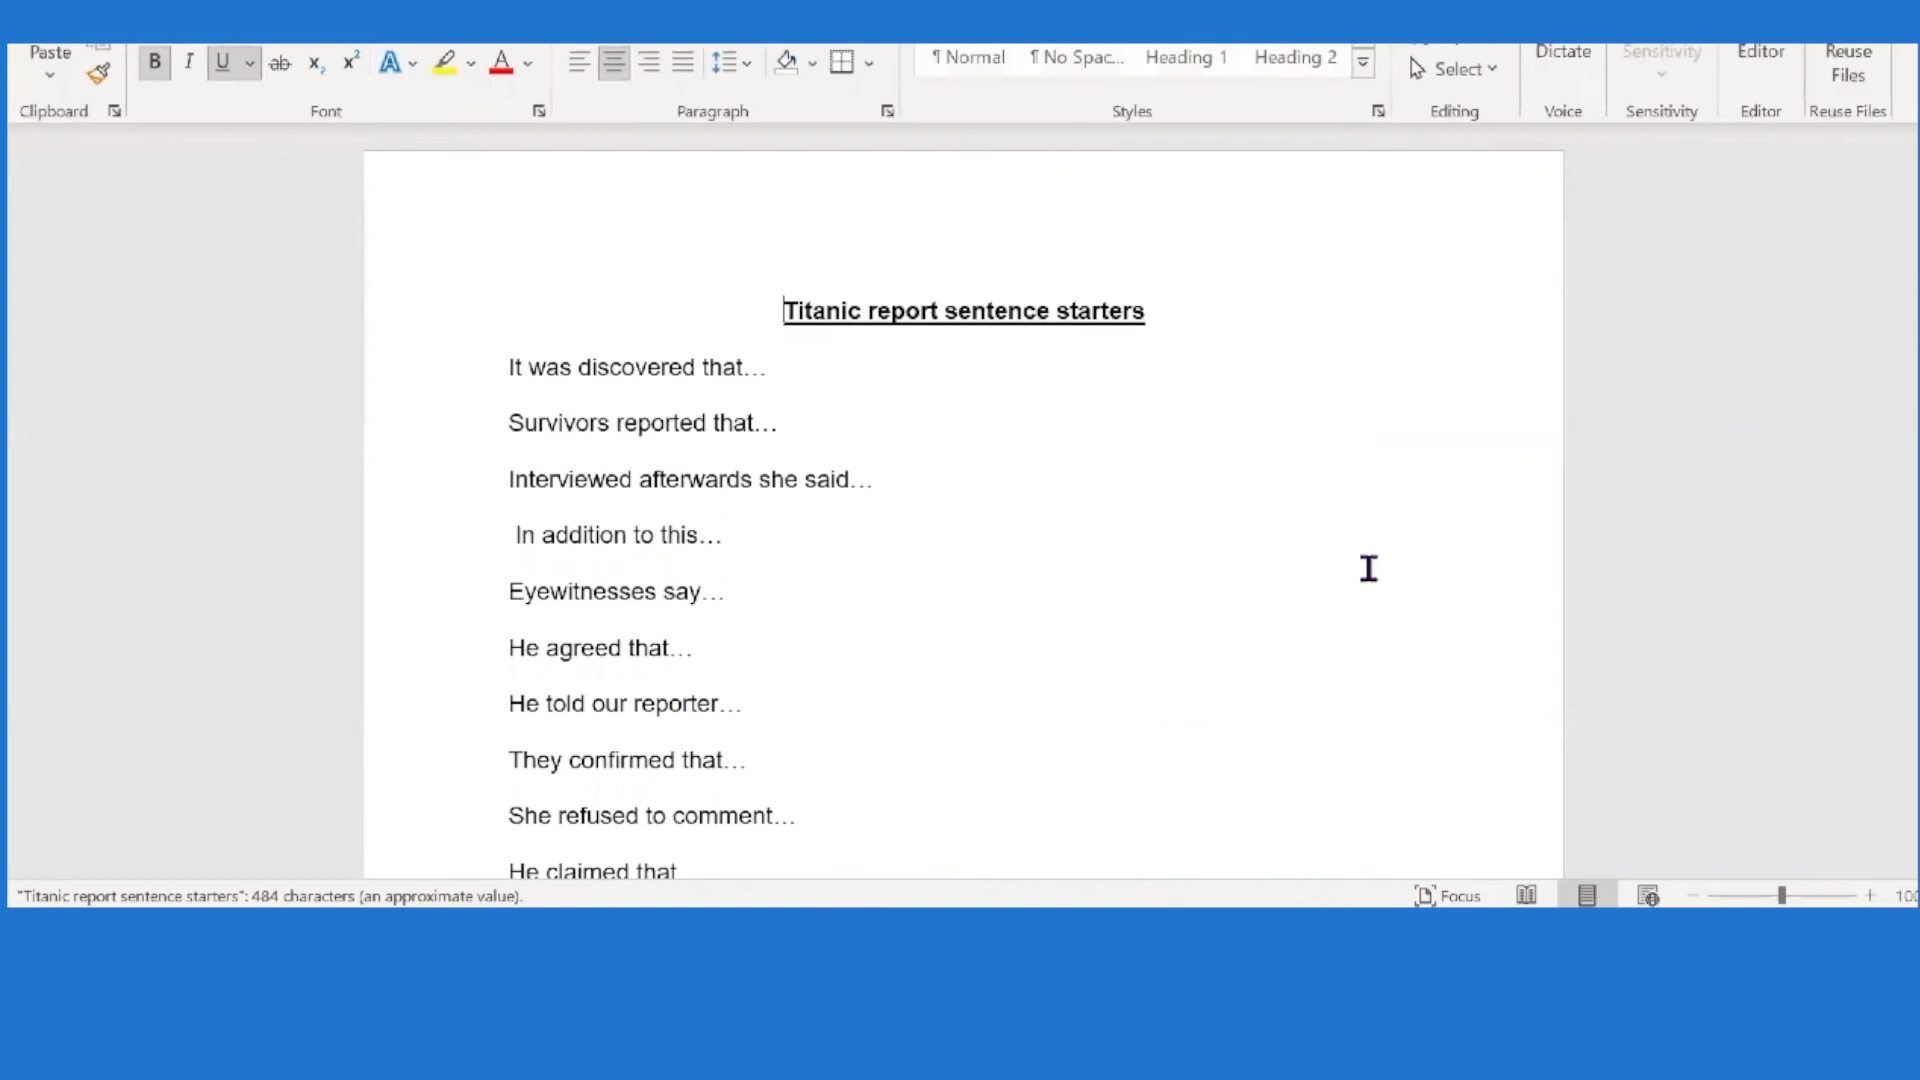 Paste
B I U ab x2 x2 A A
¶ Normal ¶ No Spac... Heading 1 Heading 2
Select
Dictate
Sensitivity
Editor
Reuse
Files
Clipboard Font Paragraph Styles Editing Voice Sensitivity Editor Reuse Files
Titanic report sentence starters
It was discovered that…
Survivors reported that…
Interviewed afterwards she said…
In addition to this…
Eyewitnesses say…
He agreed that…
He told our reporter…
They confirmed that…
She refused to comment…
He claimed that
"Titanic report sentence starters": 484 characters (an approximate value).
Focus